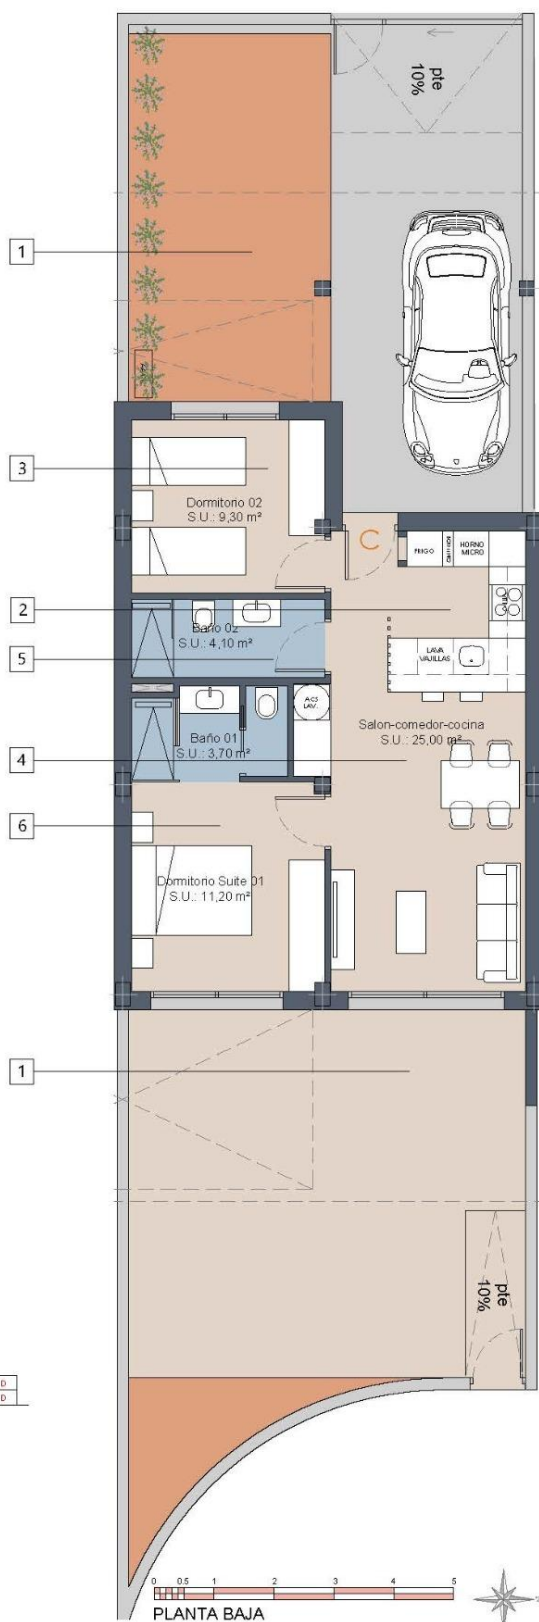 pte
10%
1
3
Dormitorio 02
S.U.: 9,30 m²
C
FRIGO
HORNO
MICRO
2
Baño 02
S.U.: 4,10 m²
LAVA
VAJILLAS
5
ACS
LAV.
Salon-comedor-cocina
S.U.: 25,00 m²
Baño 01
S.U.: 3,70 m²
4
6
Dormitorio Suite 01
S.U.: 11,20 m²
1
pte
10%
D
D
0 0.5 1 2 3 4 5
PLANTA BAJA